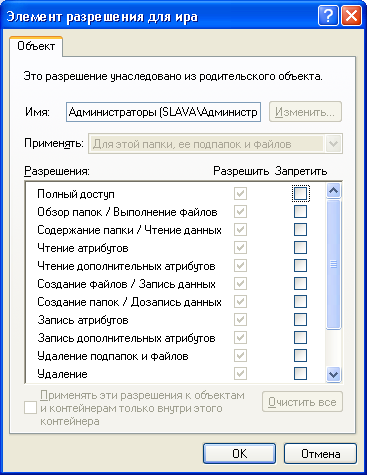 Элемент разрешения для ира
Объект
Это разрешение унаследовано из родительского объекта.
Имя: Администраторы (SLAVA\Администр Изменить...
Применять: Для этой папки, ее подпапок и файлов
Разрешения: Разрешить Запретить
Полный доступ
Обзор папок / Выполнение файлов
Содержание папки / Чтение данных
Чтение атрибутов
Чтение дополнительных атрибутов
Создание файлов / Запись данных
Создание папок / Дозапись данных
Запись атрибутов
Запись дополнительных атрибутов
Удаление подпапок и файлов
Удаление
Применять эти разрешения к объектам
и контейнерам только внутри этого
контейнера
Очистить все
OK Отмена